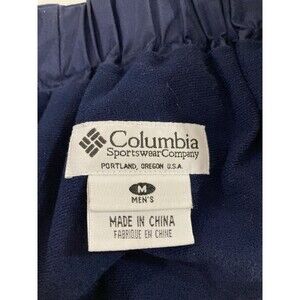 Columbia
Sportswear Company
PORTLAND, OREGON U.S.A.
M
MEN'S
MADE IN CHINA
FABRIQUÉ EN CHINE